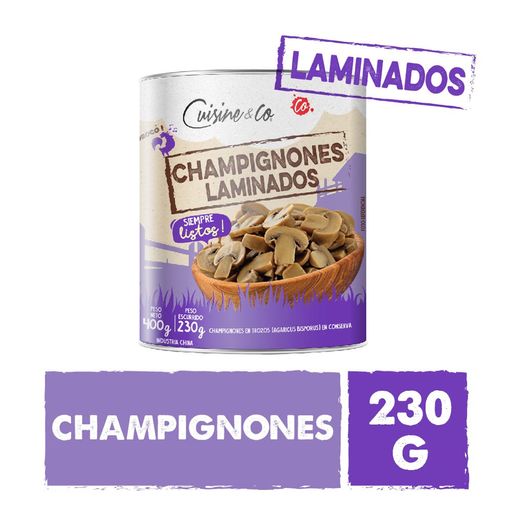 LAMINADOS
Cuisine & Co.
Co.
CHAMPIGNONES
LAMINADOS
SIEMPRE
listos!
PESO
NETO
400g
PESO
ESCURRIDO
230g
INDUSTRIA CHINA
CHAMPIGNONES EN TROZOS (AGARICUS BISPORUS) EN CONSERVA
CHAMPIGNONES
230
G